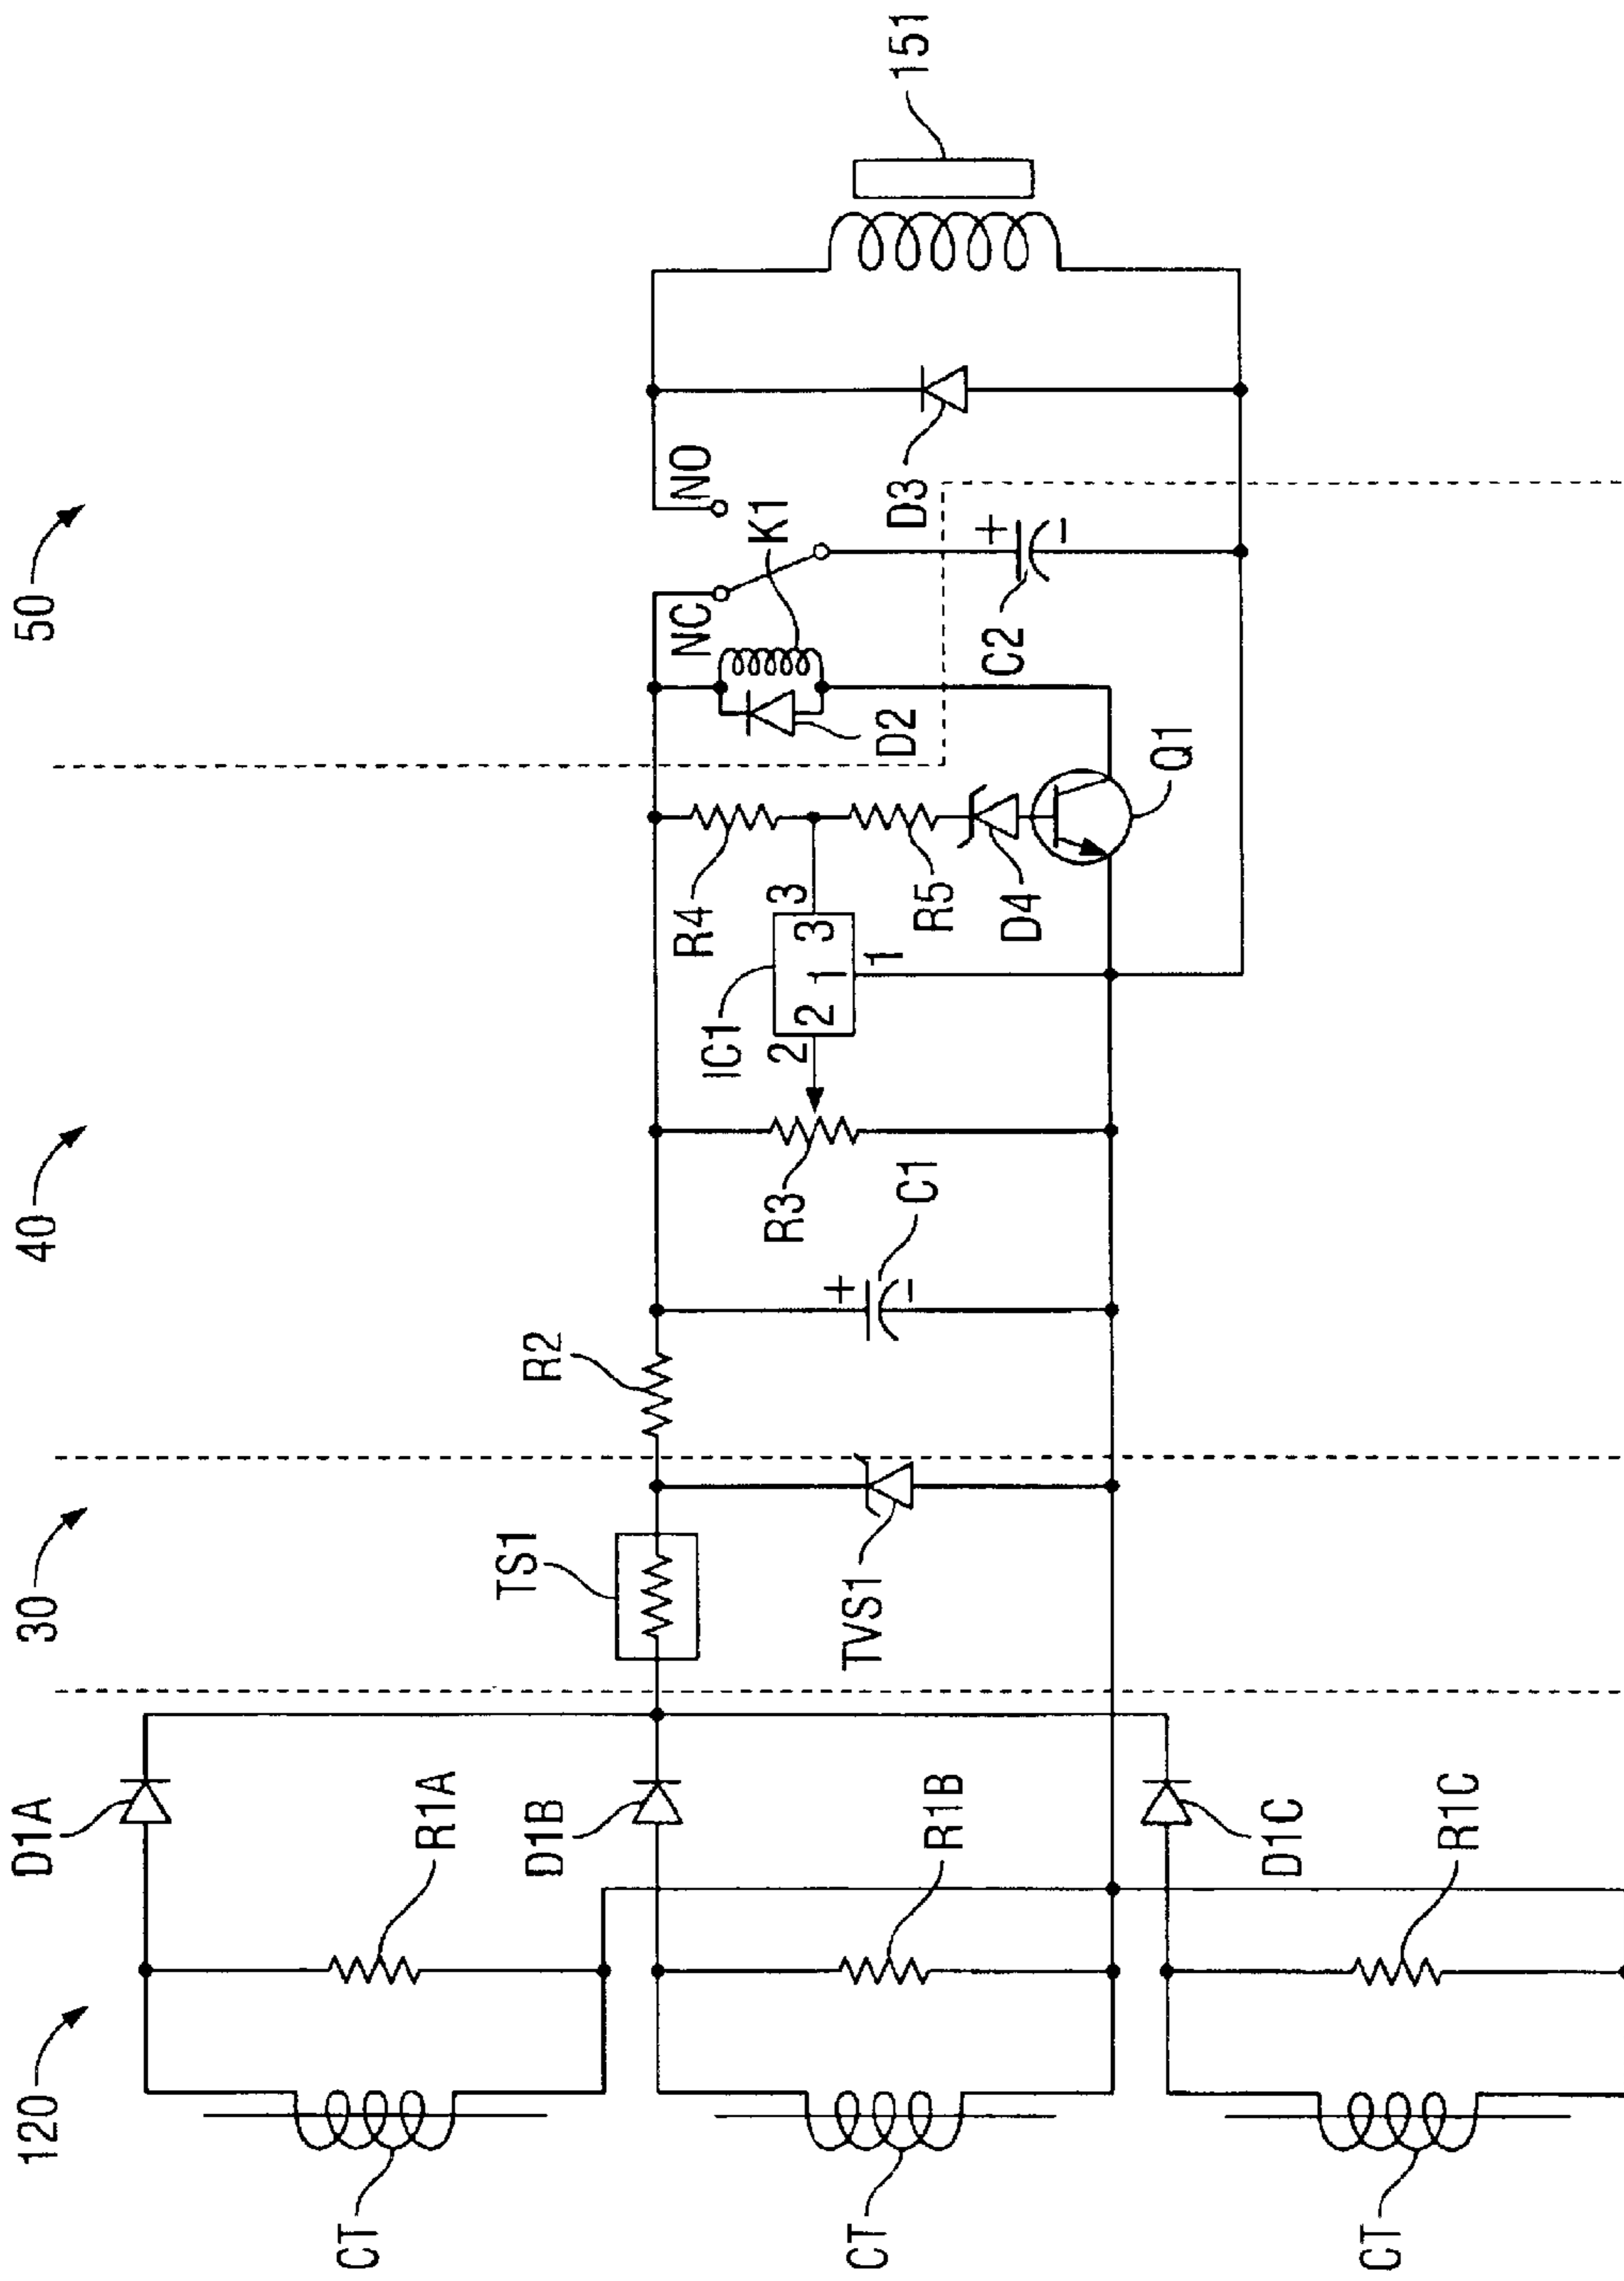 120
30
40
50
D1A
R1A
CT
D1B
R1B
CT
D1C
R1C
CT
TS1
TVS1
R2
+
C1
−
R3
IC1
2
2
1
1
3
3
R4
R5
D4
Q1
D2
NC
K1
NO
+
C2
−
D3
151